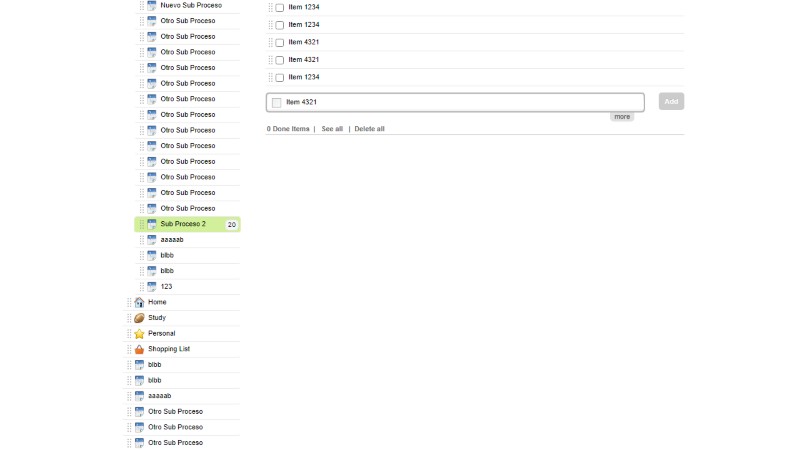 Nuevo Sub Proceso
Otro Sub Proceso
Otro Sub Proceso
Otro Sub Proceso
Otro Sub Proceso
Otro Sub Proceso
Otro Sub Proceso
Otro Sub Proceso
Otro Sub Proceso
Otro Sub Proceso
Otro Sub Proceso
Otro Sub Proceso
Otro Sub Proceso
Otro Sub Proceso
Sub Proceso 2 20
aaaaab
blbb
blbb
123
Home
Study
Personal
Shopping List
blbb
blbb
aaaaab
Otro Sub Proceso
Otro Sub Proceso
Otro Sub Proceso
Item 1234
Item 1234
Item 4321
Item 4321
Item 1234
Item 4321 Add
more
0 Done Items | See all | Delete all